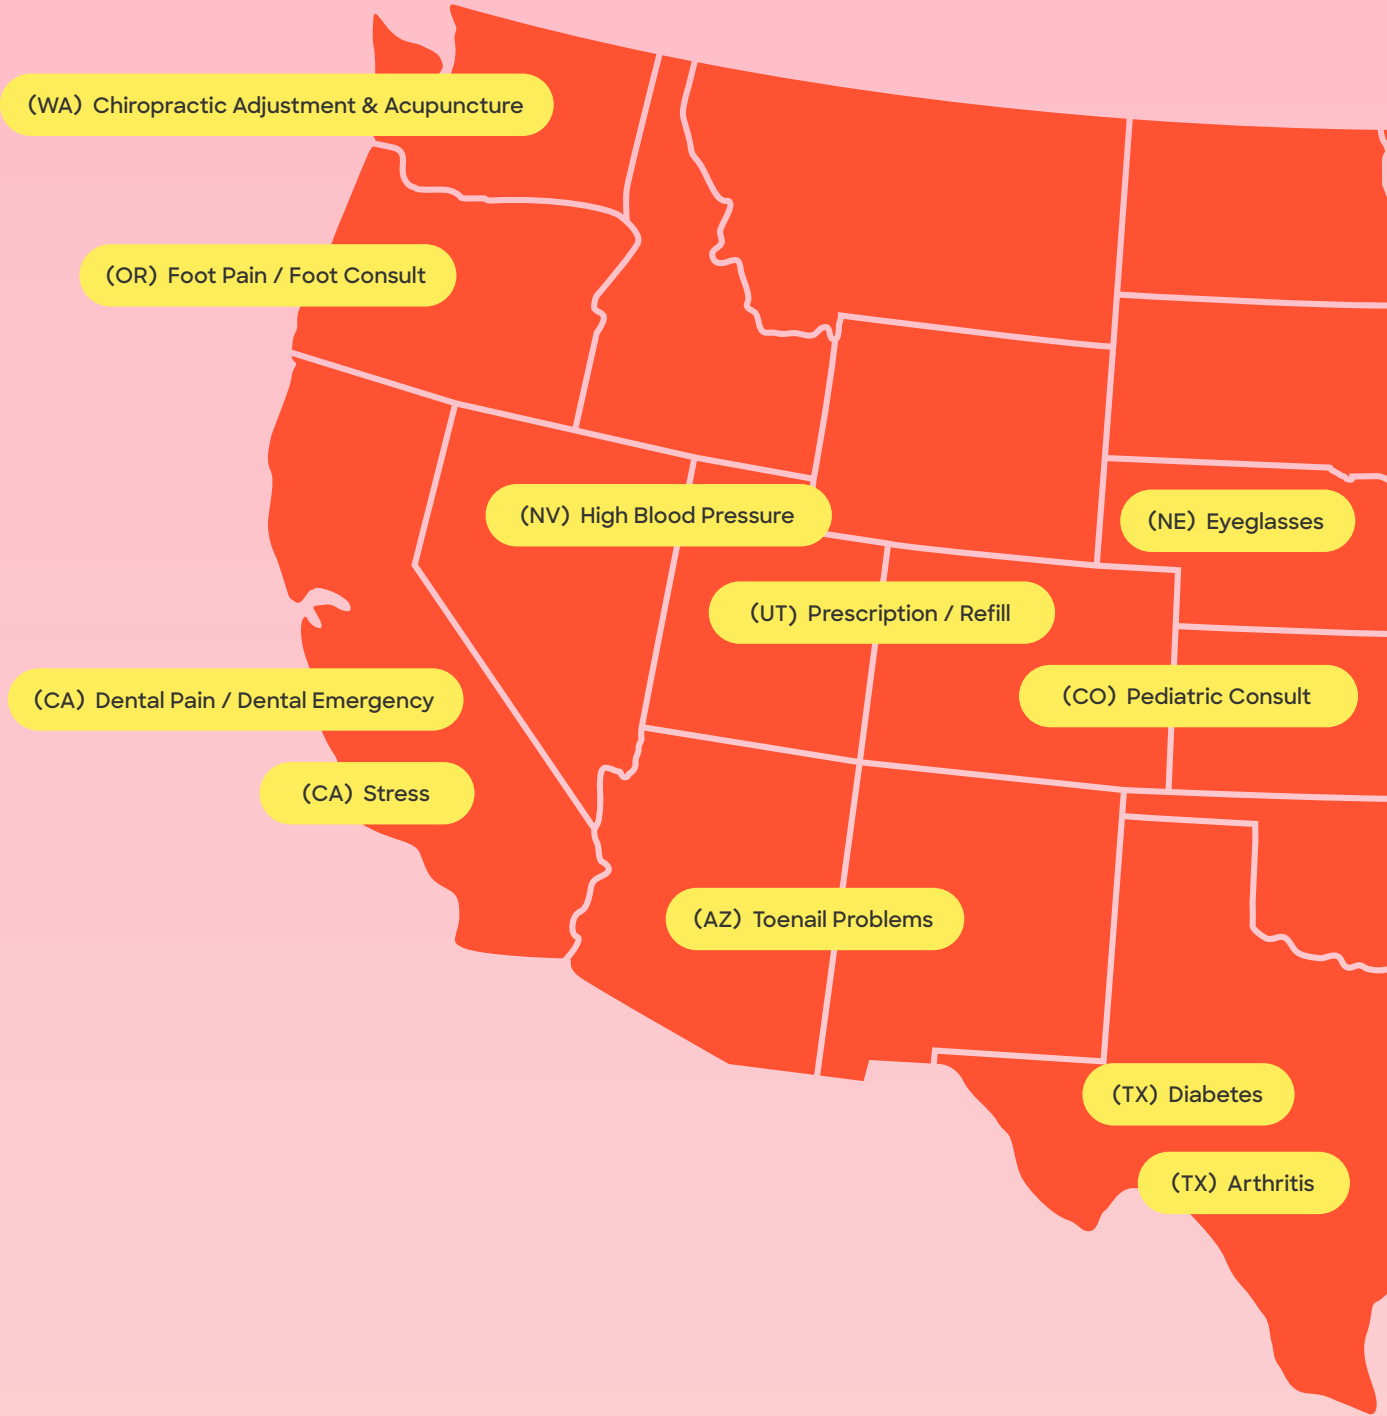 (WA) Chiropractic Adjustment & Acupuncture
(OR) Foot Pain / Foot Consult
(NV) High Blood Pressure
(NE) Eyeglasses
(UT) Prescription / Refill
(CO) Pediatric Consult
(CA) Dental Pain / Dental Emergency
(CA) Stress
(AZ) Toenail Problems
(TX) Diabetes
(TX) Arthritis